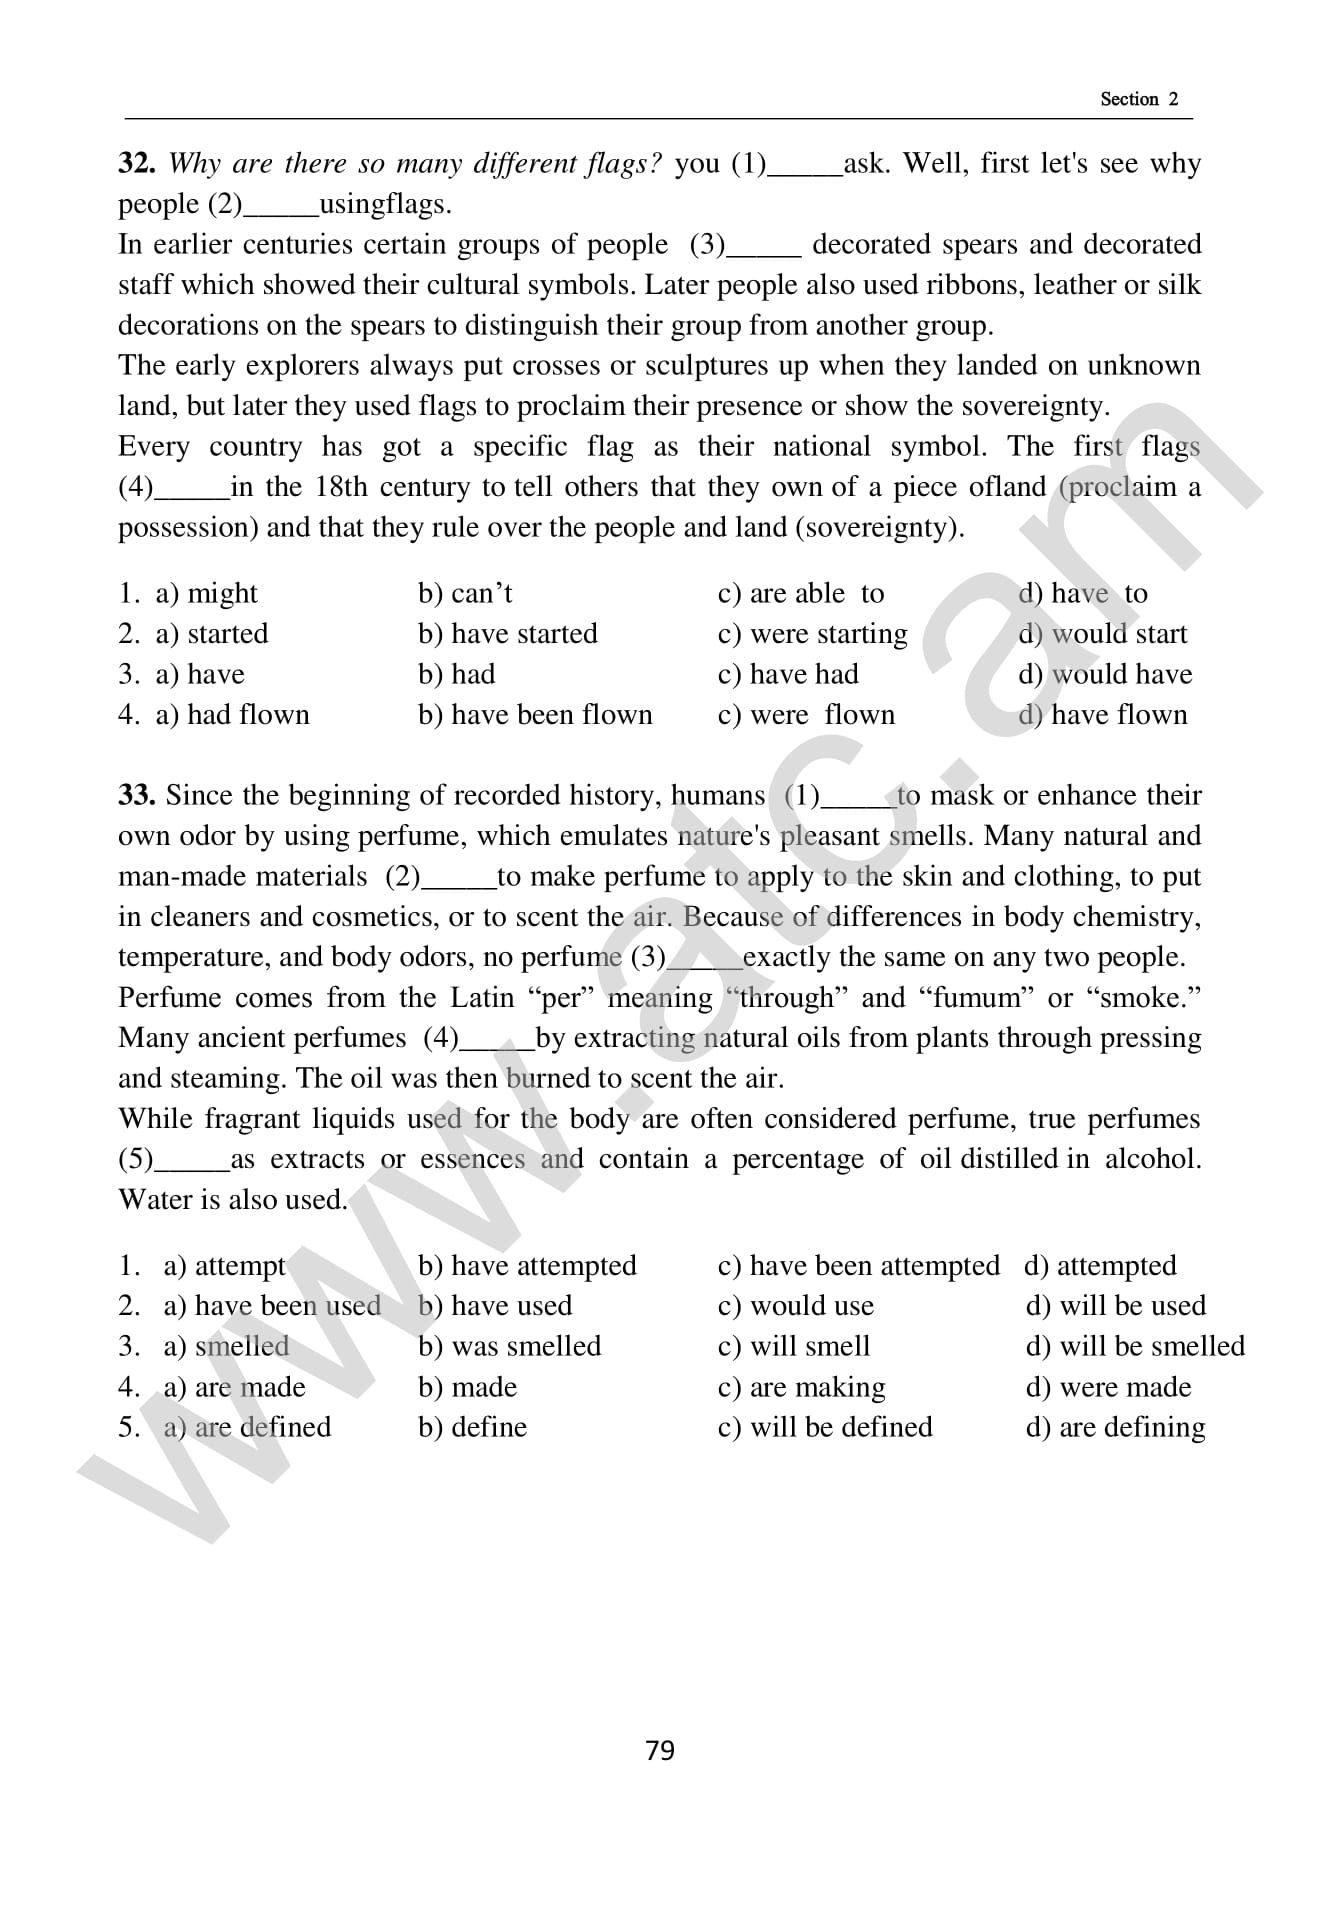 Section 2
32. Why are there so many different flags? you (1)_____ask. Well, first let's see why
people (2)_____usingflags.
In earlier centuries certain groups of people (3)_____ decorated spears and decorated
staff which showed their cultural symbols. Later people also used ribbons, leather or silk
decorations on the spears to distinguish their group from another group.
The early explorers always put crosses or sculptures up when they landed on unknown
land, but later they used flags to proclaim their presence or show the sovereignty.
Every country has got a specific flag as their national symbol. The first flags
(4)_____in the 18th century to tell others that they own of a piece ofland (proclaim a
possession) and that they rule over the people and land (sovereignty).
1. a) might b) can’t c) are able to d) have to
2. a) started b) have started c) were starting d) would start
3. a) have b) had c) have had d) would have
4. a) had flown b) have been flown c) were flown d) have flown
33. Since the beginning of recorded history, humans (1)_____to mask or enhance their
own odor by using perfume, which emulates nature's pleasant smells. Many natural and
man-made materials (2)_____to make perfume to apply to the skin and clothing, to put
in cleaners and cosmetics, or to scent the air. Because of differences in body chemistry,
temperature, and body odors, no perfume (3)_____exactly the same on any two people.
Perfume comes from the Latin “per” meaning “through” and “fumum” or “smoke.”
Many ancient perfumes (4)_____by extracting natural oils from plants through pressing
and steaming. The oil was then burned to scent the air.
While fragrant liquids used for the body are often considered perfume, true perfumes
(5)_____as extracts or essences and contain a percentage of oil distilled in alcohol.
Water is also used.
1. a) attempt b) have attempted c) have been attempted d) attempted
2. a) have been used b) have used c) would use d) will be used
3. a) smelled b) was smelled c) will smell d) will be smelled
4. a) are made b) made c) are making d) were made
5. a) are defined b) define c) will be defined d) are defining
79
www.atc.am